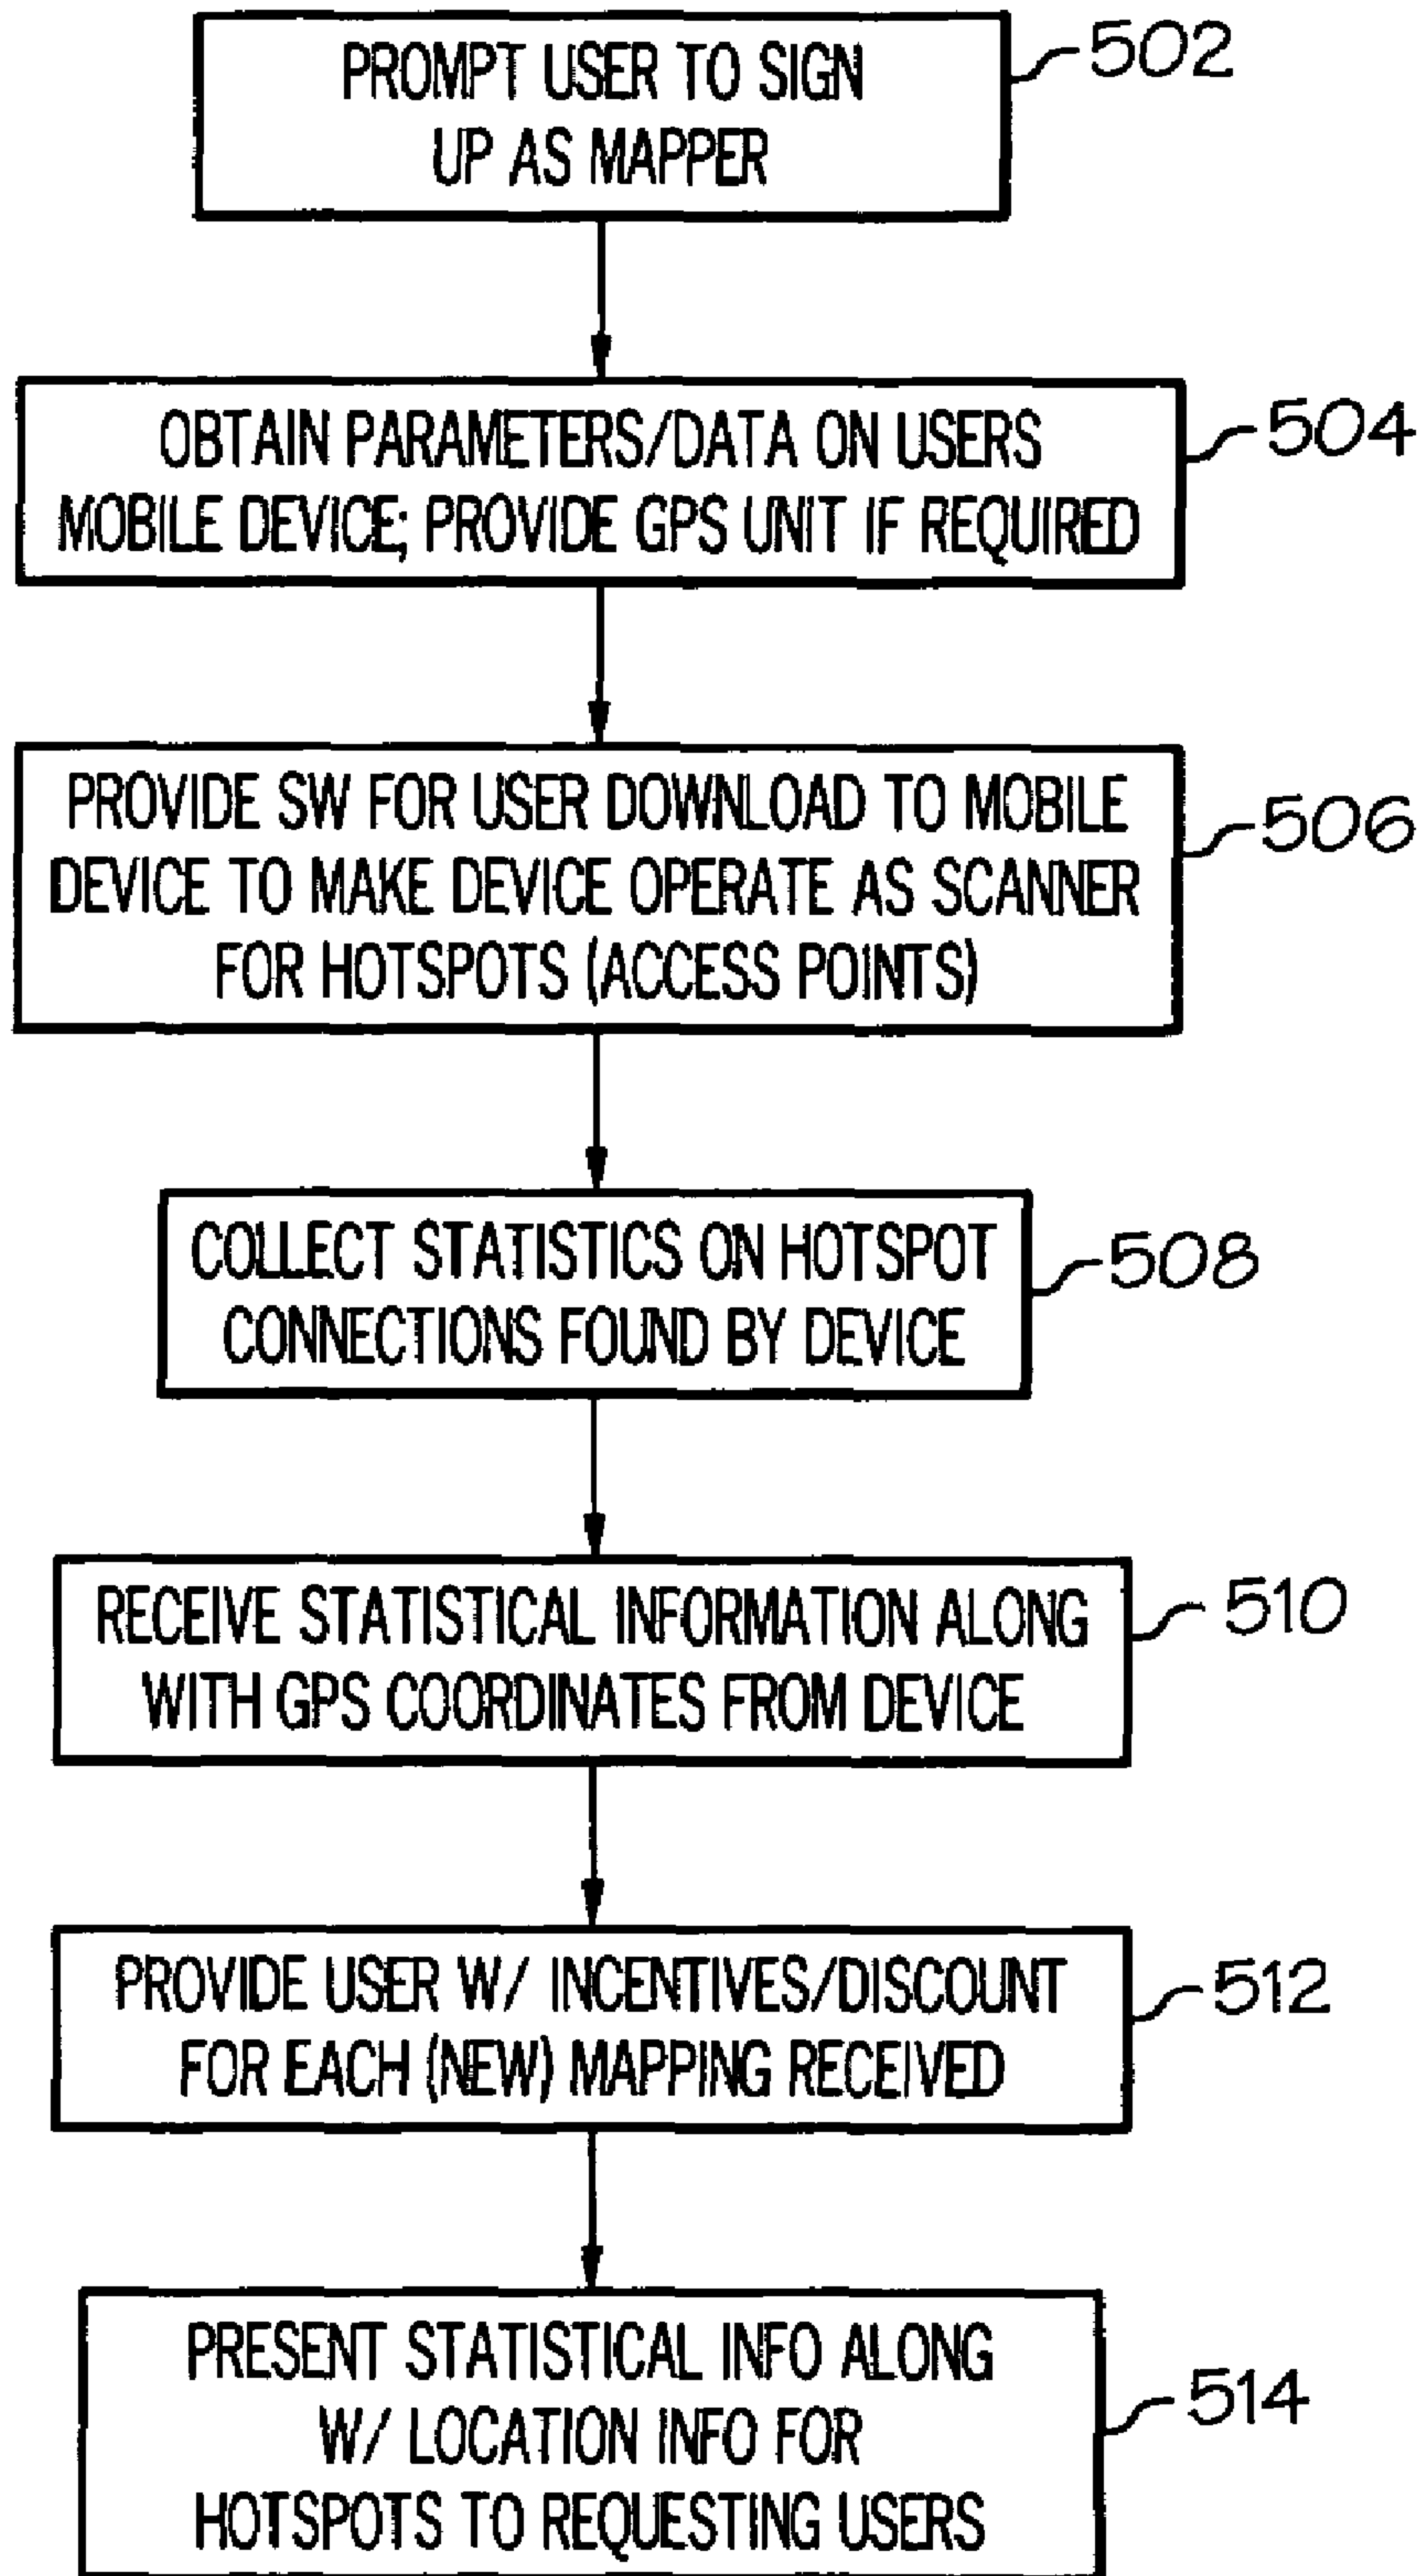 PROMPT USER TO SIGN
UP AS MAPPER
502
OBTAIN PARAMETERS/DATA ON USERS
MOBILE DEVICE; PROVIDE GPS UNIT IF REQUIRED
504
PROVIDE SW FOR USER DOWNLOAD TO MOBILE
DEVICE TO MAKE DEVICE OPERATE AS SCANNER
FOR HOTSPOTS (ACCESS POINTS)
506
COLLECT STATISTICS ON HOTSPOT
CONNECTIONS FOUND BY DEVICE
508
RECEIVE STATISTICAL INFORMATION ALONG
WITH GPS COORDINATES FROM DEVICE
510
PROVIDE USER W/ INCENTIVES/DISCOUNT
FOR EACH (NEW) MAPPING RECEIVED
512
PRESENT STATISTICAL INFO ALONG
W/ LOCATION INFO FOR
HOTSPOTS TO REQUESTING USERS
514